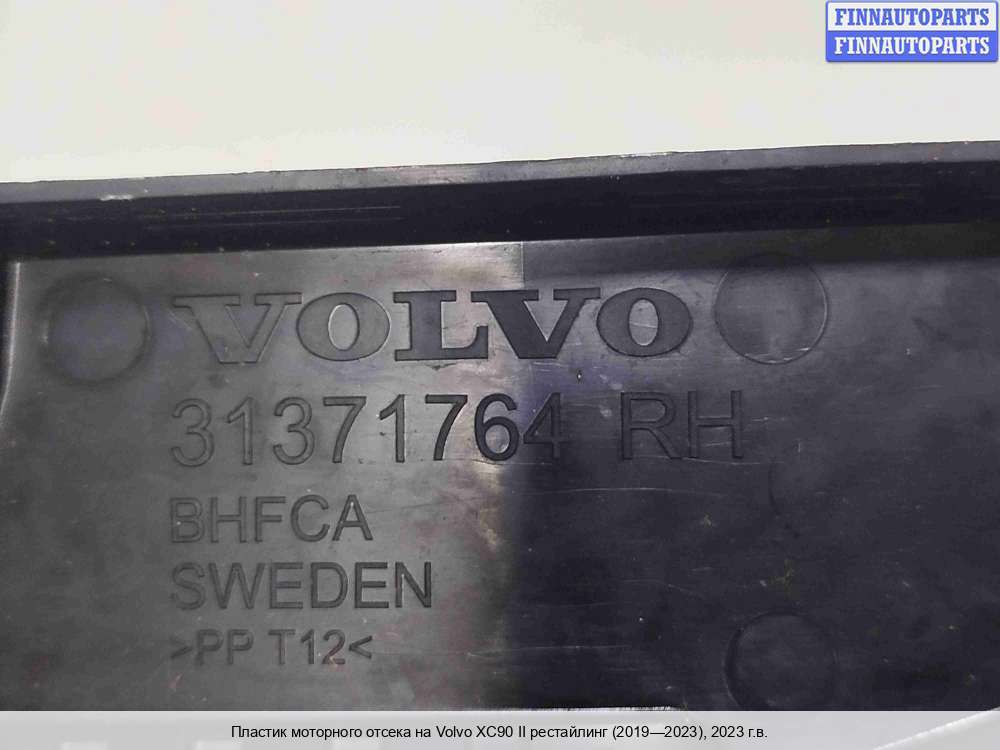 FINNAUTOPARTS
FINNAUTOPARTS
VOLVO
31371764 RH
BHFCA
SWEDEN
>PP T12<
Пластик моторного отсека на Volvo XC90 II рестайлинг (2019—2023), 2023 г.в.